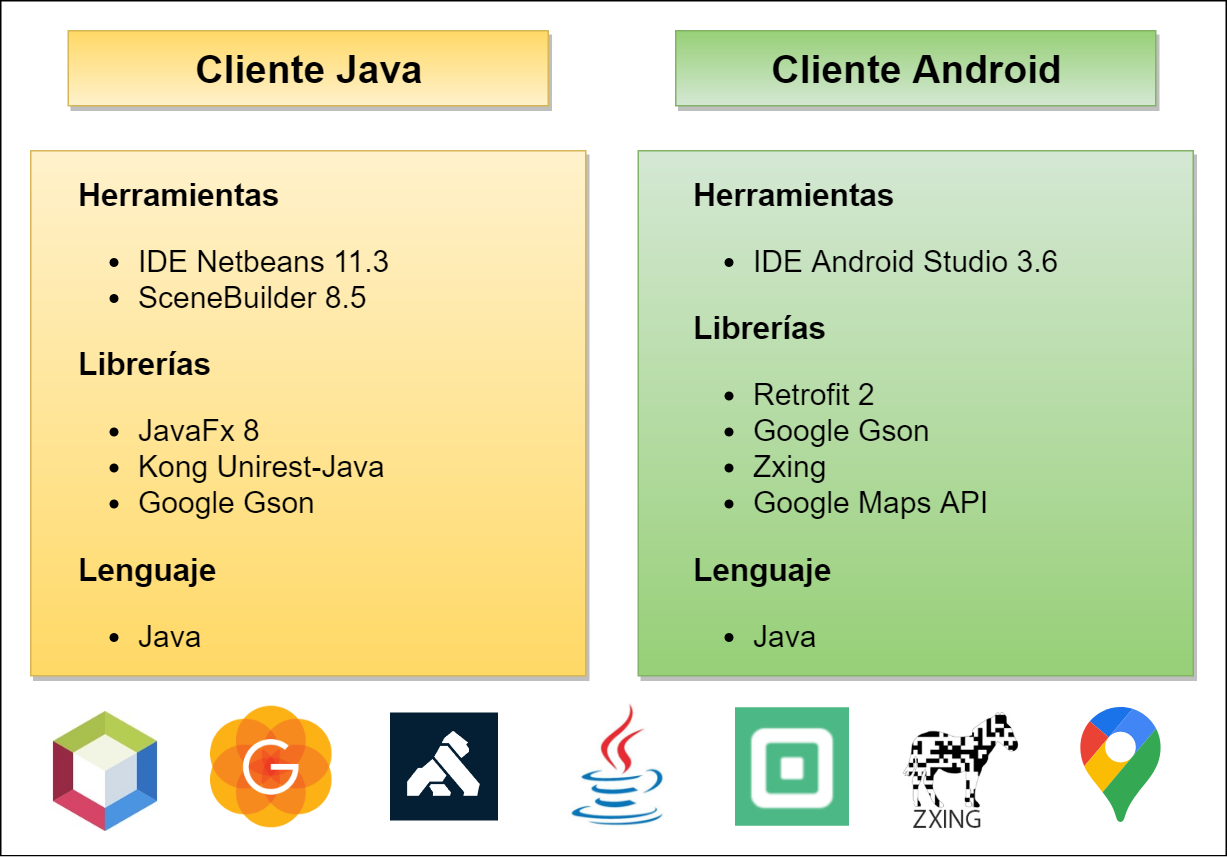 Cliente Java
Herramientas
• IDE Netbeans 11.3
• SceneBuilder 8.5
Librerías
• JavaFx 8
• Kong Unirest-Java
• Google Gson
Lenguaje
• Java
Cliente Android
Herramientas
• IDE Android Studio 3.6
Librerías
• Retrofit 2
• Google Gson
• Zxing
• Google Maps API
Lenguaje
• Java
G
ZXING